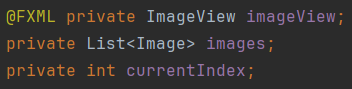 @FXML private ImageView imageView;
private List<Image> images;
private int currentIndex;